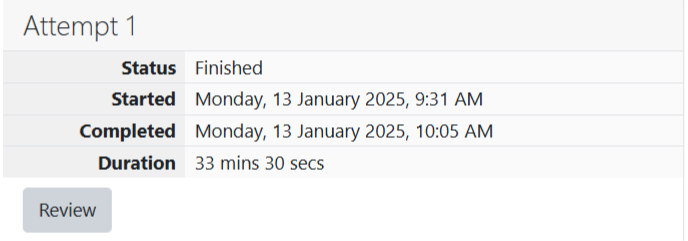 Attempt 1
Status Finished
Started Monday, 13 January 2025, 9:31 AM
Completed Monday, 13 January 2025, 10:05 AM
Duration 33 mins 30 secs
Review